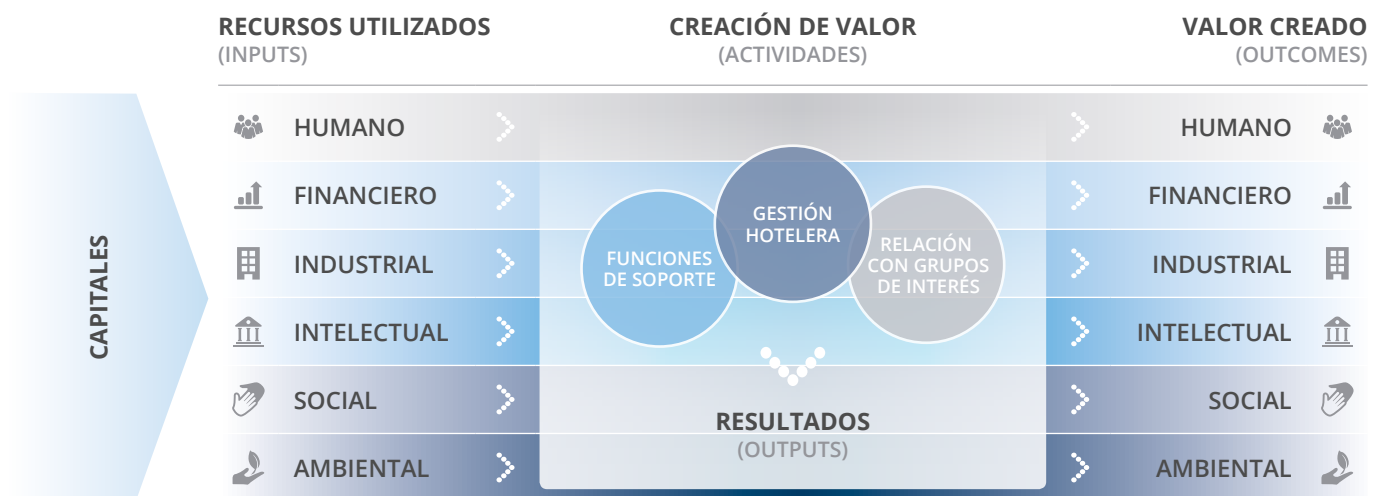 RECURSOS UTILIZADOS
(INPUTS)
CREACIÓN DE VALOR
(ACTIVIDADES)
VALOR CREADO
(OUTCOMES)
CAPITALES
HUMANO
FINANCIERO
INDUSTRIAL
INTELECTUAL
SOCIAL
AMBIENTAL
FUNCIONES
DE SOPORTE
GESTIÓN
HOTELERA
RELACIÓN
CON GRUPOS
DE INTERÉS
RESULTADOS
(OUTPUTS)
HUMANO
FINANCIERO
INDUSTRIAL
INTELECTUAL
SOCIAL
AMBIENTAL